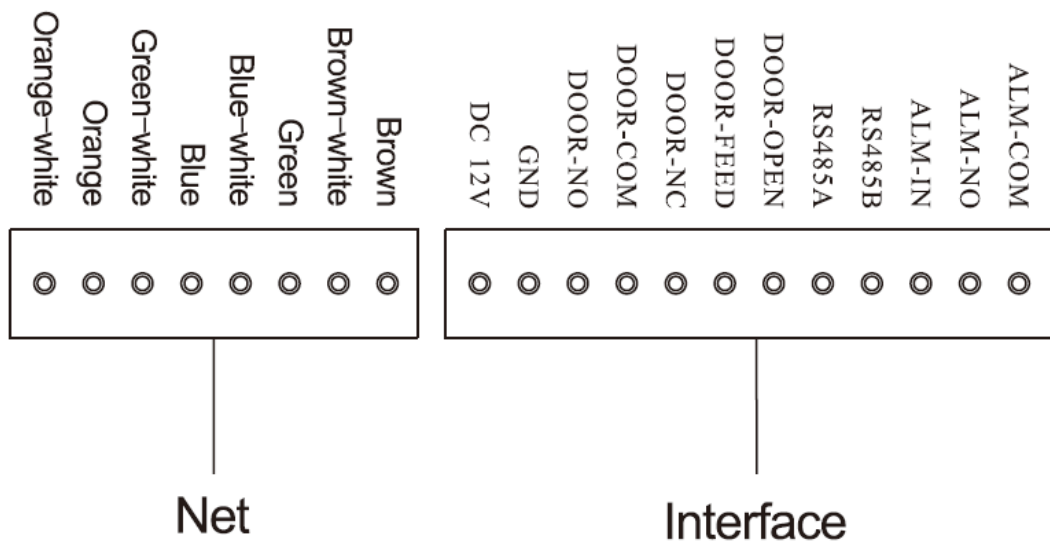 Orange-white
Orange
Green-white
Blue
Blue-white
Green
Brown-white
Brown
DC 12V
GND
DOOR-NO
DOOR-COM
DOOR-NC
DOOR-FEED
DOOR-OPEN
RS485A
RS485B
ALM-IN
ALM-NO
ALM-COM
Net
Interface